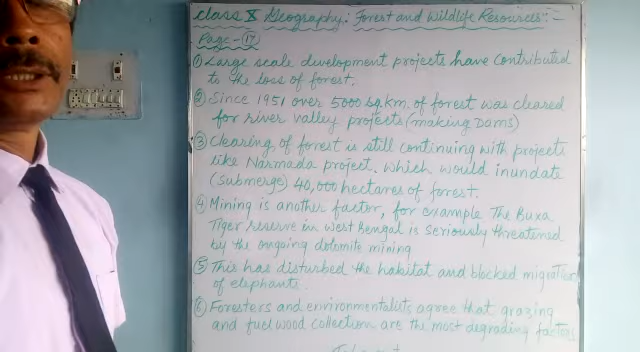 Class X Geography: Forest and Wildlife Resources:-
Page-17
① Large scale development projects have contributed
to the loss of forest.
② Since 1951 over 5000 sq.km. of forest was cleared
for river valley projects (making Dams)
③ Clearing of forest is still continuing with projects
like Narmada project. which would inundate
(submerge) 40,000 hectares of forest.
④ Mining is another factor, for example The Buxa
Tiger reserve in West Bengal is seriously threatened
by the ongoing dolomite mining
⑤ This has disturbed the habitat and blocked migration
of elephants.
⑥ Foresters and environmentalists agree that grazing
and fuel wood collection are the most degrading factors